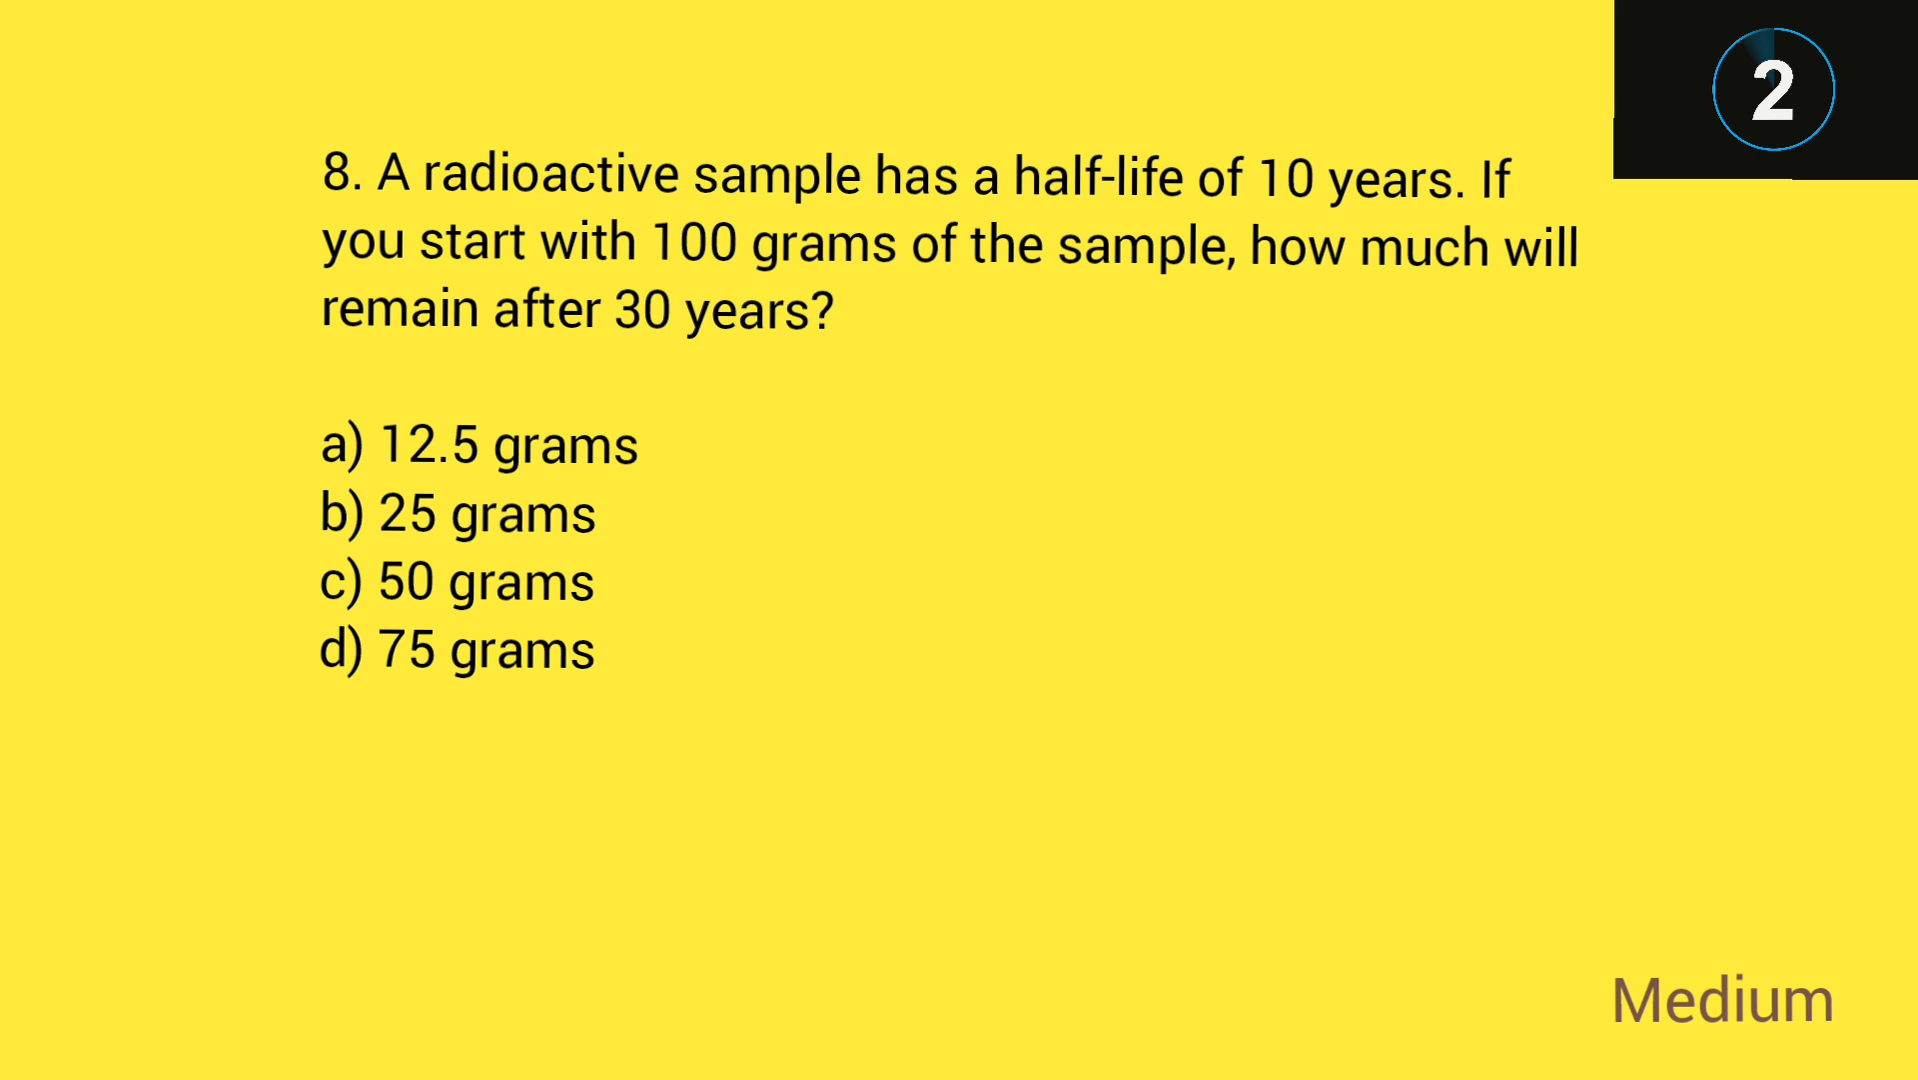 2
8. A radioactive sample has a half-life of 10 years. If
you start with 100 grams of the sample, how much will
remain after 30 years?
a) 12.5 grams
b) 25 grams
c) 50 grams
d) 75 grams
Medium